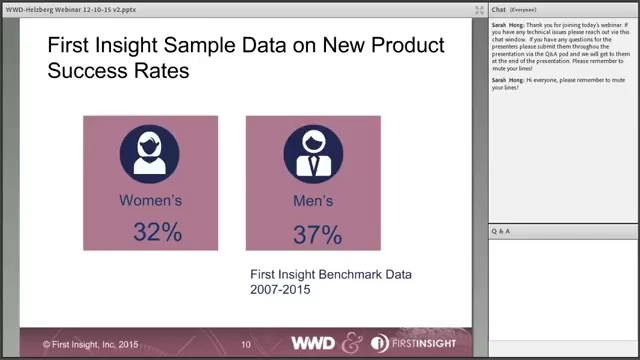 WWD-Helzberg Webinar 12-10-15 v2.pptx
First Insight Sample Data on New Product
Success Rates
Women's
32%
Men's
37%
First Insight Benchmark Data
2007-2015
© First Insight, Inc, 2015
10
WWD & i FIRSTINSIGHT
Chat (Everyone)
Sarah Hong: Thank you for joining today's webinar. If
you have any technical issues please reach out via this
chat window. If you have any questions for the
presenters please submit them throughout the
presentation via the Q&A pod and we will get to them
at the end of the presentation. Please remember to
mute your lines!
Sarah Hong: Hi everyone, please remember to mute
your lines!
Q & A